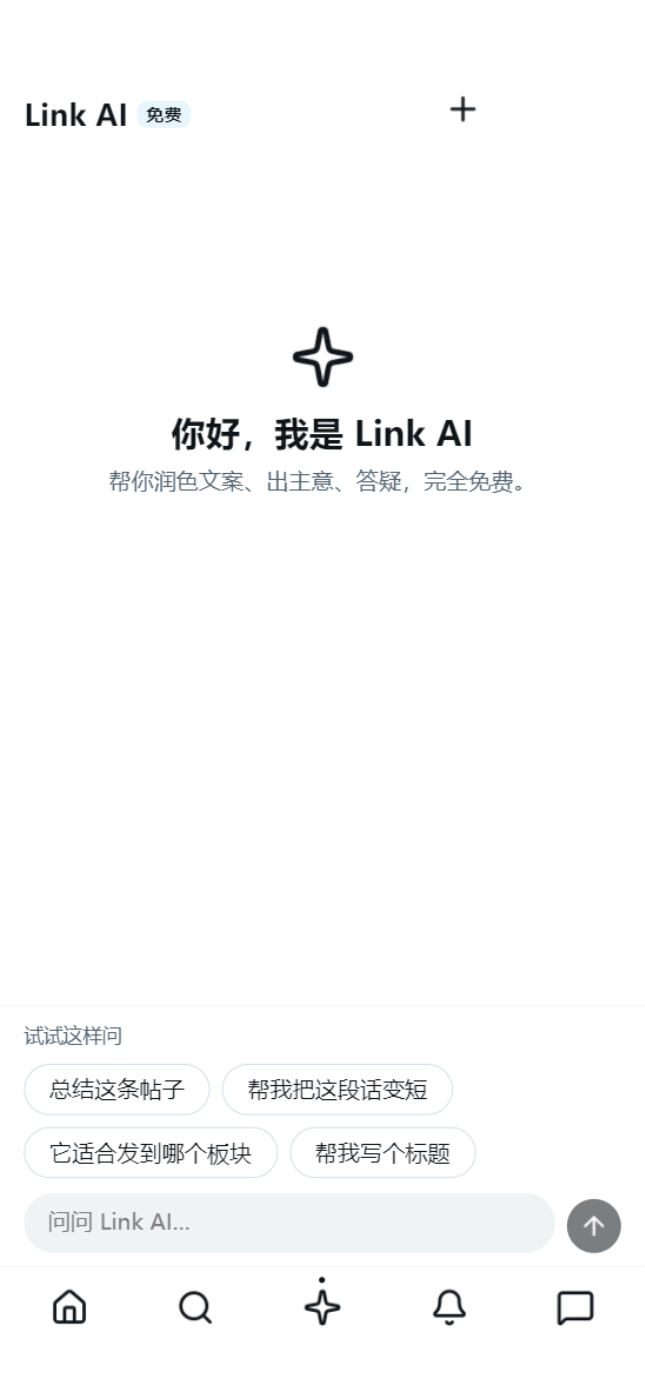 Link AI 免费
你好，我是 Link AI
帮你润色文案、出主意、答疑，完全免费。
试试这样问
总结这条帖子 帮我把这段话变短
它适合发到哪个板块 帮我写个标题
问问 Link AI...